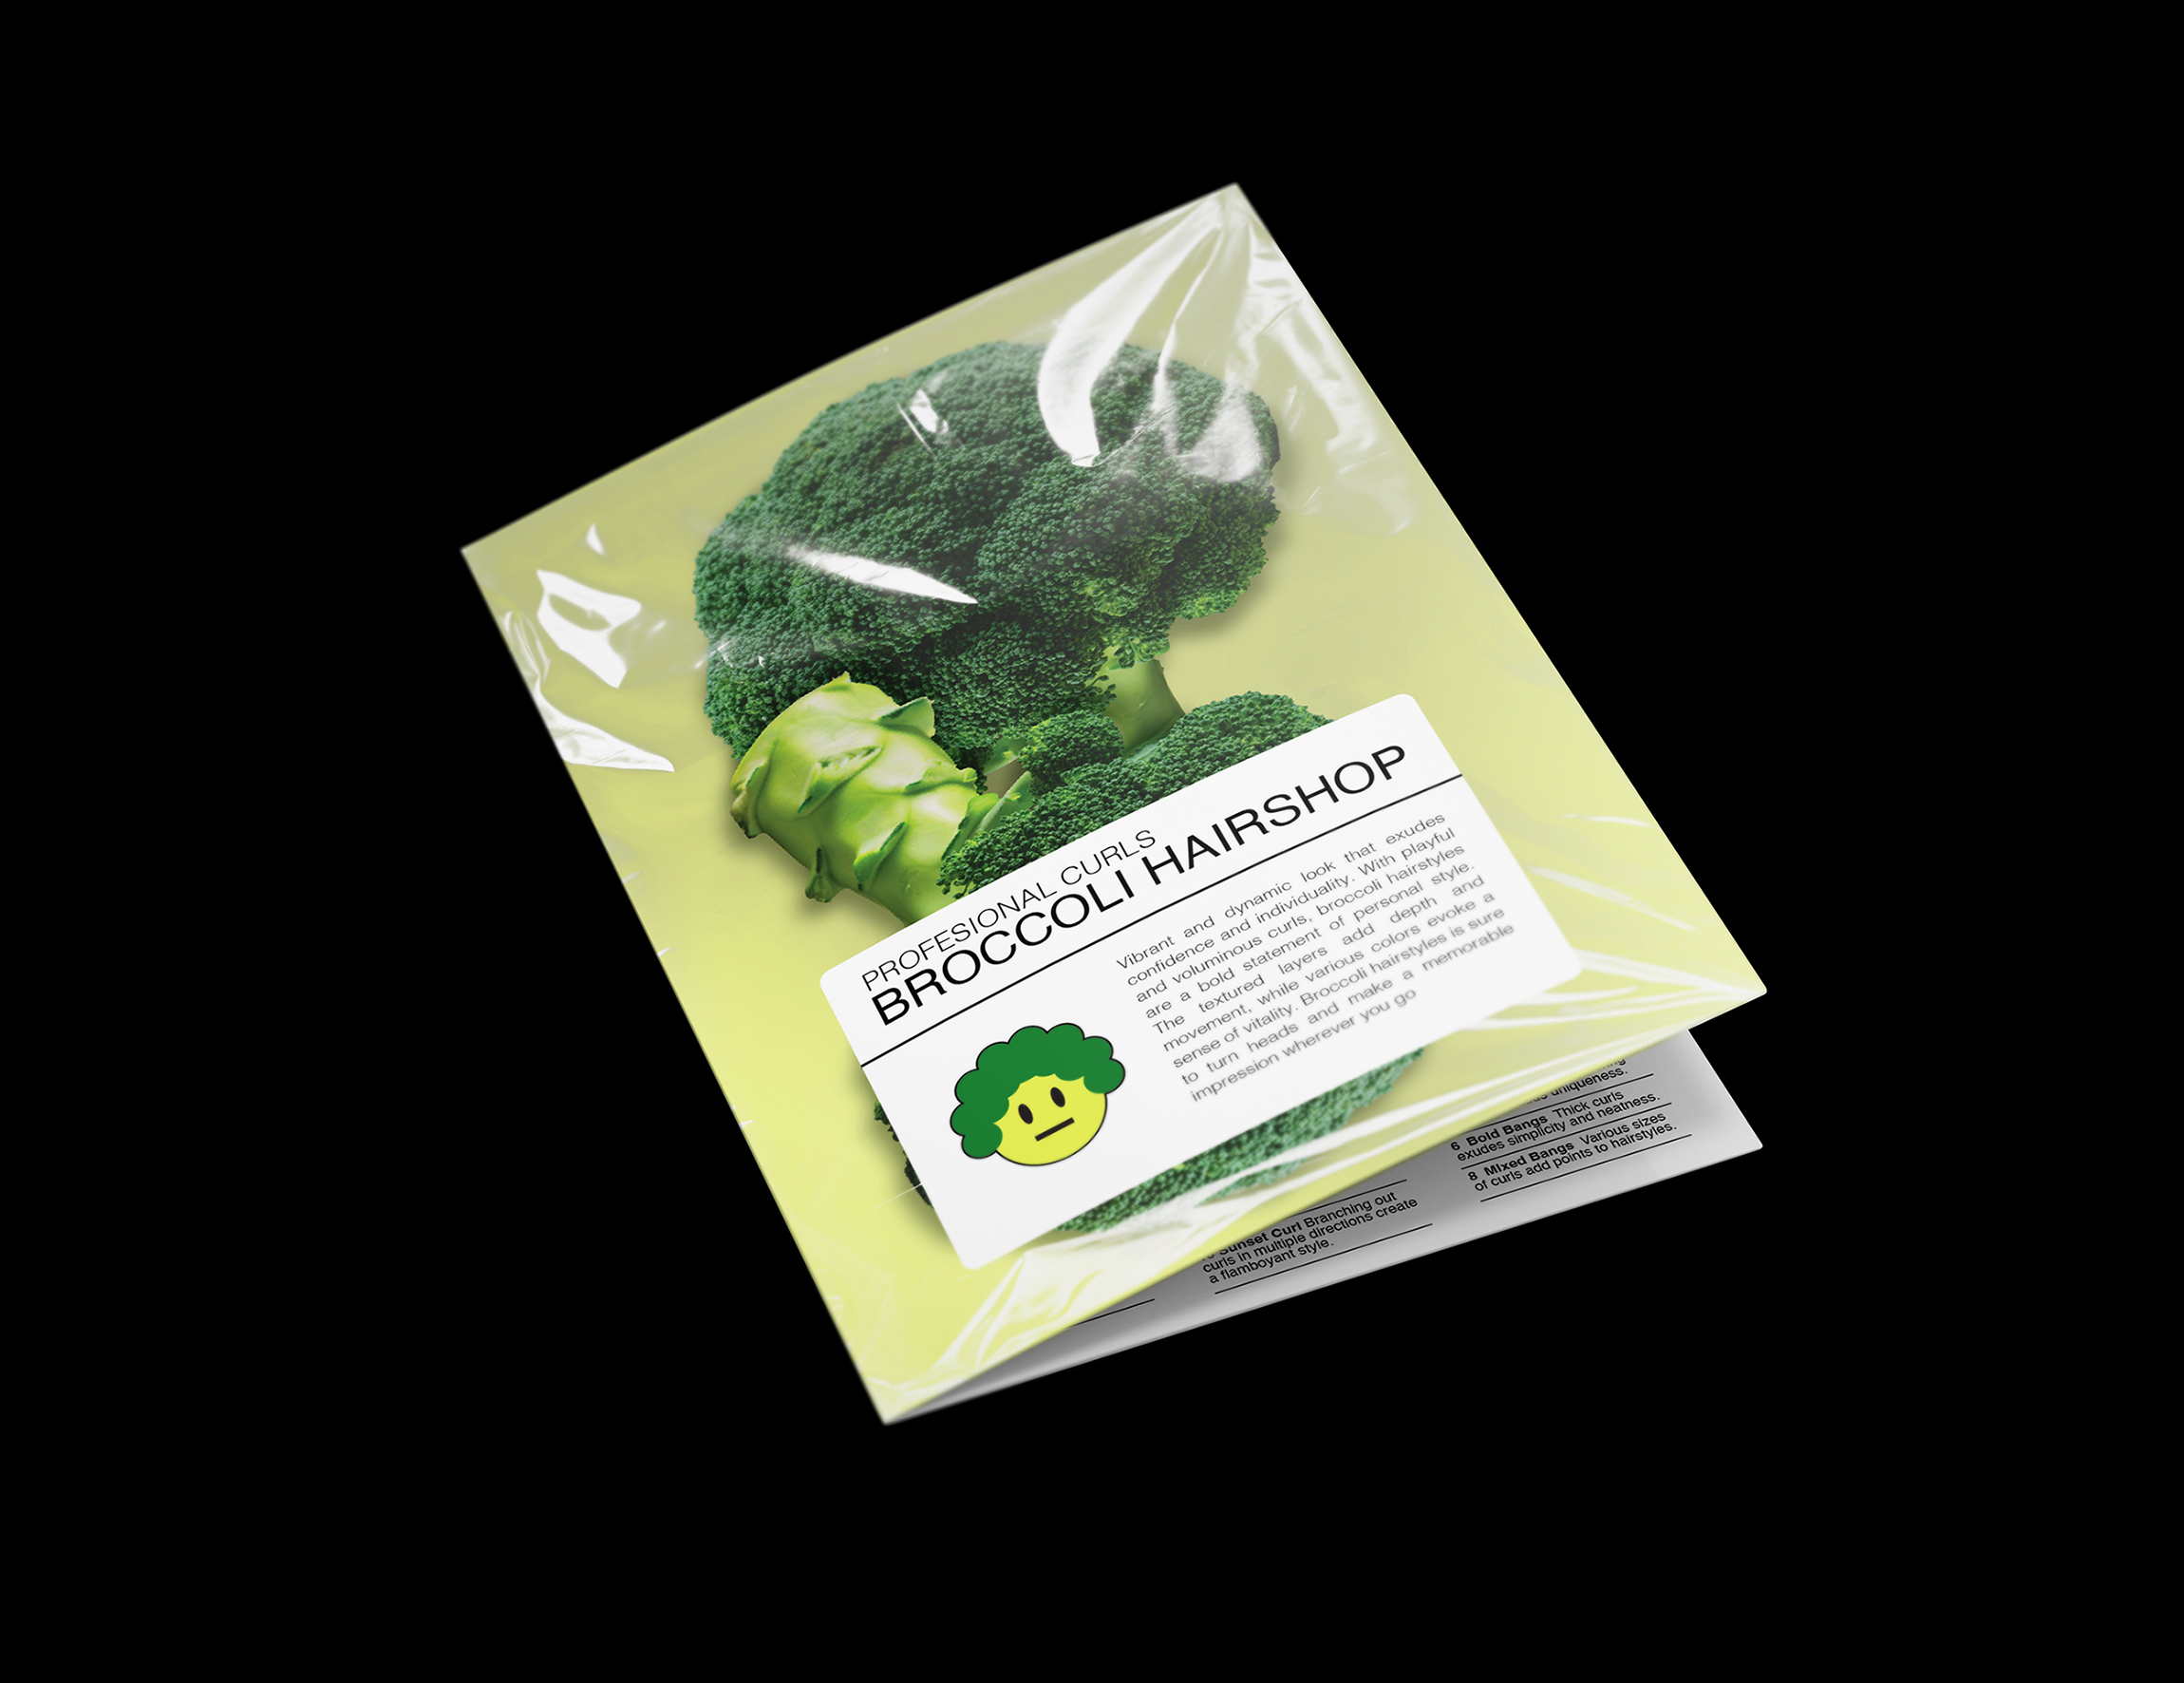 PROFESIONAL CURLS
BROCCOLI HAIRSHOP
Vibrant and dynamic look that exudes
confidence and individuality. With playful
and voluminous curls, broccoli hairstyles
are a bold statement of personal style.
The textured layers add depth and
movement, while various colors evoke a
sense of vitality. Broccoli hairstyles is sure
to turn heads and make a memorable
impression wherever you go
Sunset Curl Branching out
curls in multiple directions create
a flamboyant style.
uniqueness.
6 Bold Bangs Thick curls
exudes simplicity and neatness.
8 Mixed Bangs Various sizes
of curls add points to hairstyles.